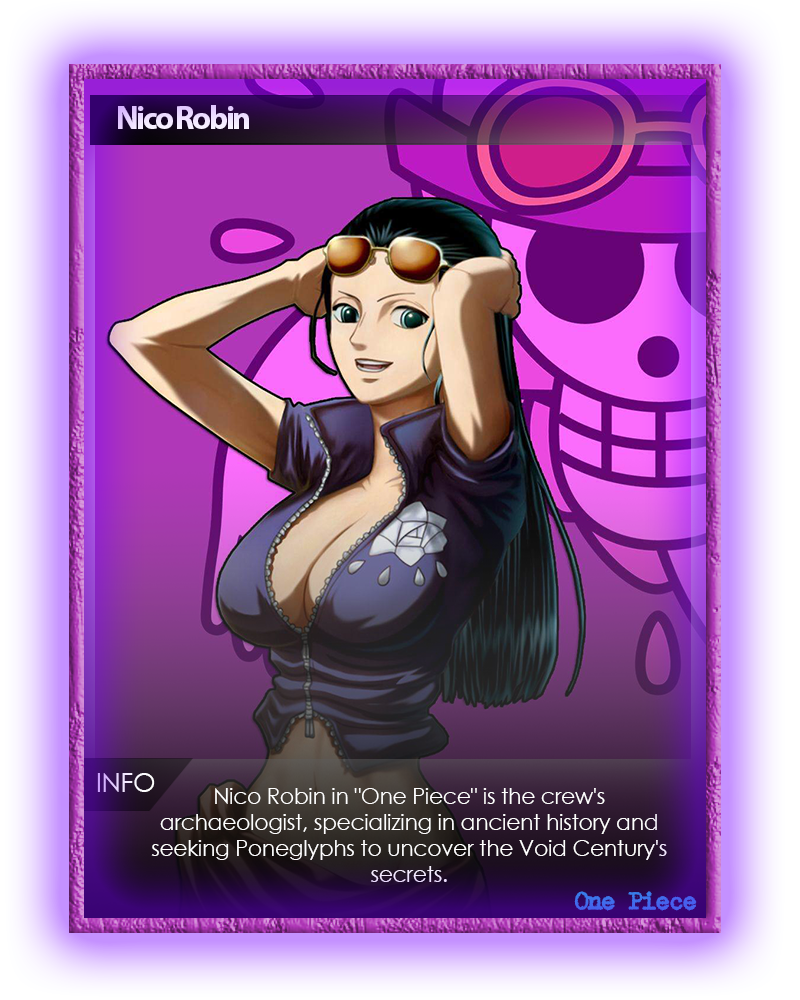 Nico Robin
INFO
Nico Robin in "One Piece" is the crew's
archaeologist, specializing in ancient history and
seeking Poneglyphs to uncover the Void Century's
secrets.
One Piece